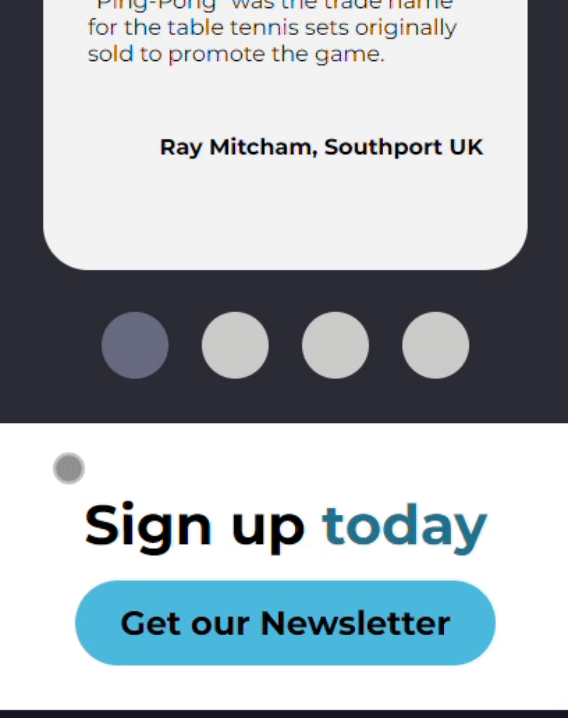 "Ping-Pong" was the trade name
for the table tennis sets originally
sold to promote the game.
Ray Mitcham, Southport UK
Sign up today
Get our Newsletter